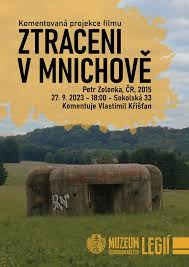 Komentovaná projekce filmu
ZTRACENI
V MNICHOVĚ
Petr Zelenka, ČR, 2015
27. 9. 2023 - 18:00 - Sokolská 33
Komentuje Vlastimil Křišťan
MUZEUM
LEGIÍ